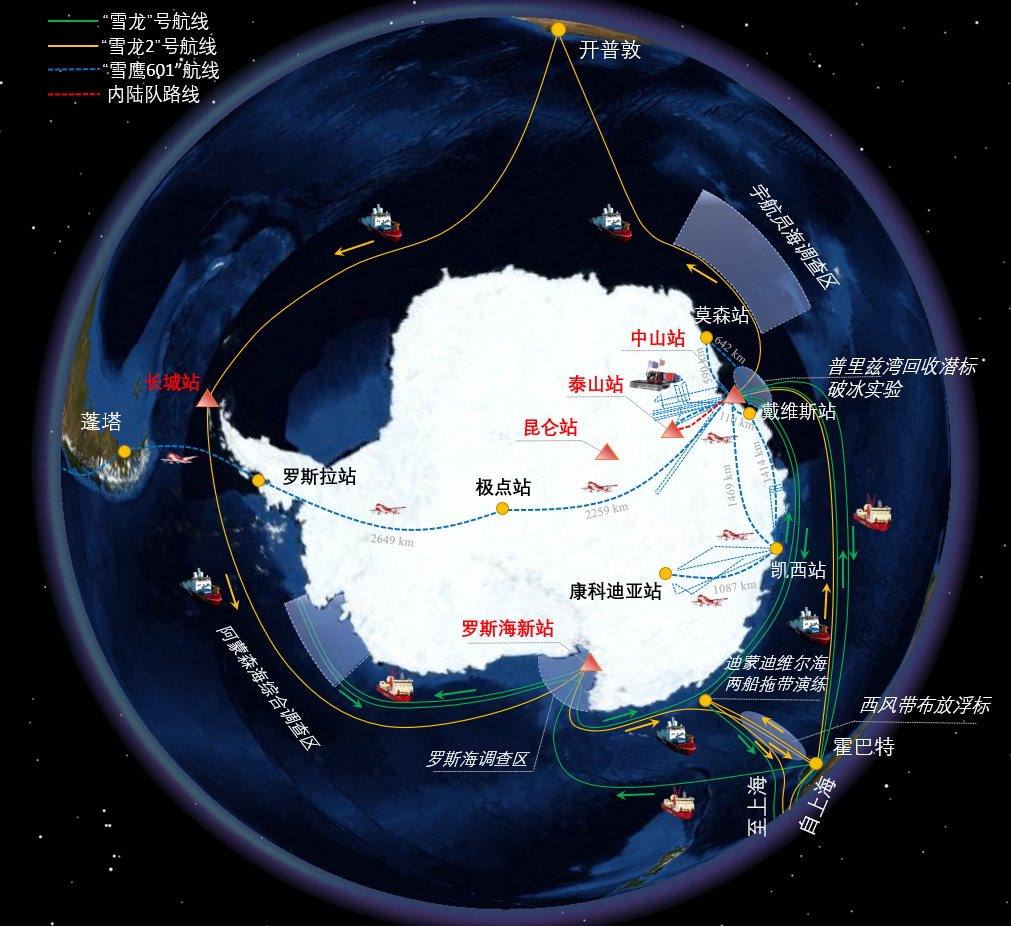 “雪龙”号航线
“雪龙2”号航线
“雪鹰601”航线
内陆队路线
开普敦
宇航员海调查区
莫森站
中山站
642 km
590 km
普里兹湾回收潜标
破冰实验
长城站
泰山站
戴维斯站
蓬塔
昆仑站
110 km
罗斯拉站
极点站
1414 km
1469 km
2259 km
2649 km
凯西站
康科迪亚站
1087 km
罗斯海新站
阿蒙森海综合调查区
迪蒙迪维尔海
两船拖带演练
西风带布放浮标
罗斯海调查区
霍巴特
至上海
自上海